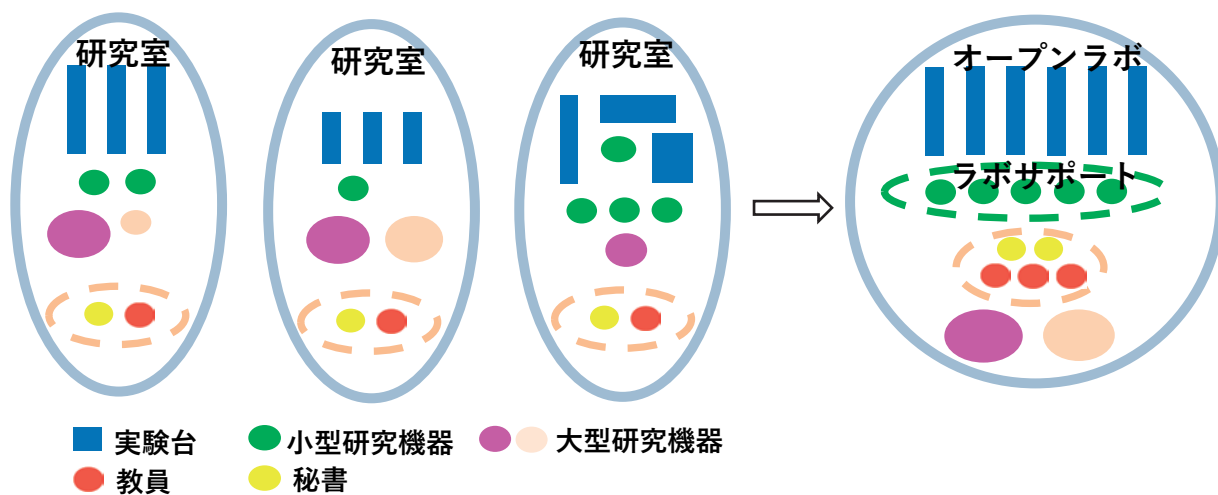 研究室
研究室
研究室
オープンラボ
ラボサポート
実験台
小型研究機器
大型研究機器
教員
秘書